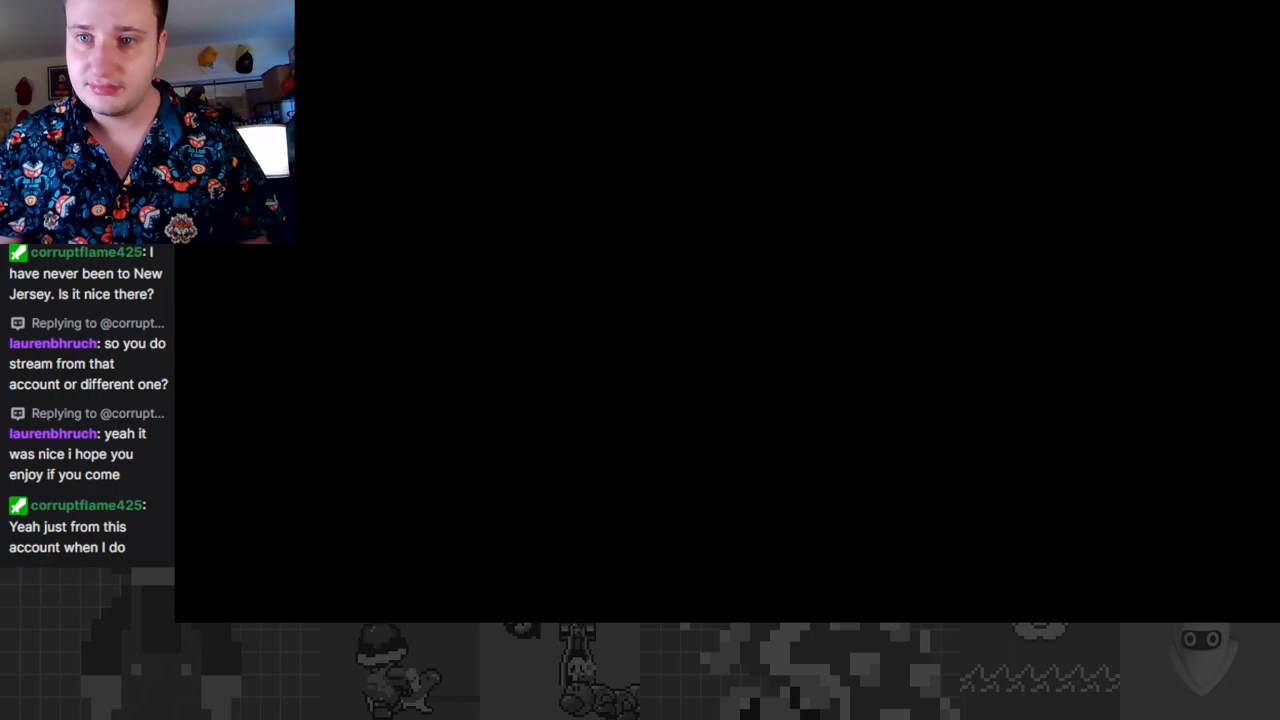 corruptflame425: I
have never been to New
Jersey. Is it nice there?
Replying to @corrupt...
laurenbhruch: so you do
stream from that
account or different one?
Replying to @corrupt...
laurenbhruch: yeah it
was nice i hope you
enjoy if you come
corruptflame425:
Yeah just from this
account when I do